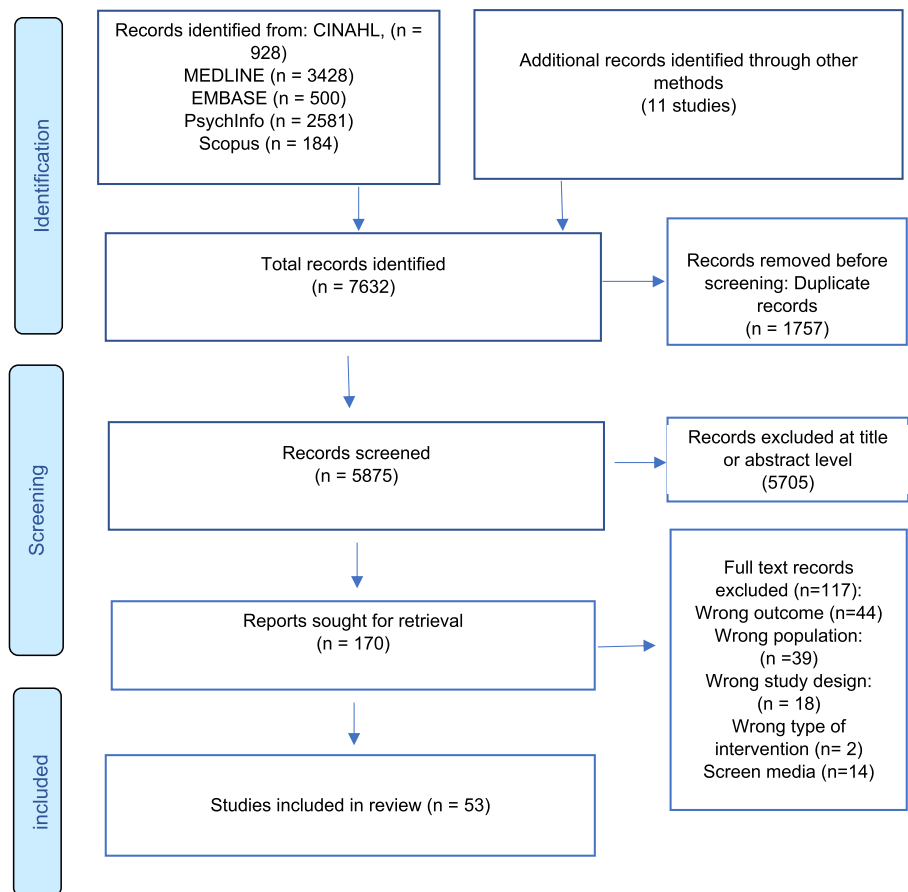 Identification
Records identified from: CINAHL, (n =
928)
MEDLINE (n = 3428)
EMBASE (n = 500)
PsychInfo (n = 2581)
Scopus (n = 184)
Additional records identified through other
methods
(11 studies)
Total records identified
(n = 7632)
Records removed before
screening: Duplicate
records
(n = 1757)
Screening
Records screened
(n = 5875)
Records excluded at title
or abstract level
(5705)
Reports sought for retrieval
(n = 170)
Full text records
excluded (n=117):
Wrong outcome (n=44)
Wrong population:
(n =39)
Wrong study design:
(n = 18)
Wrong type of
intervention (n= 2)
Screen media (n=14)
included
Studies included in review (n = 53)